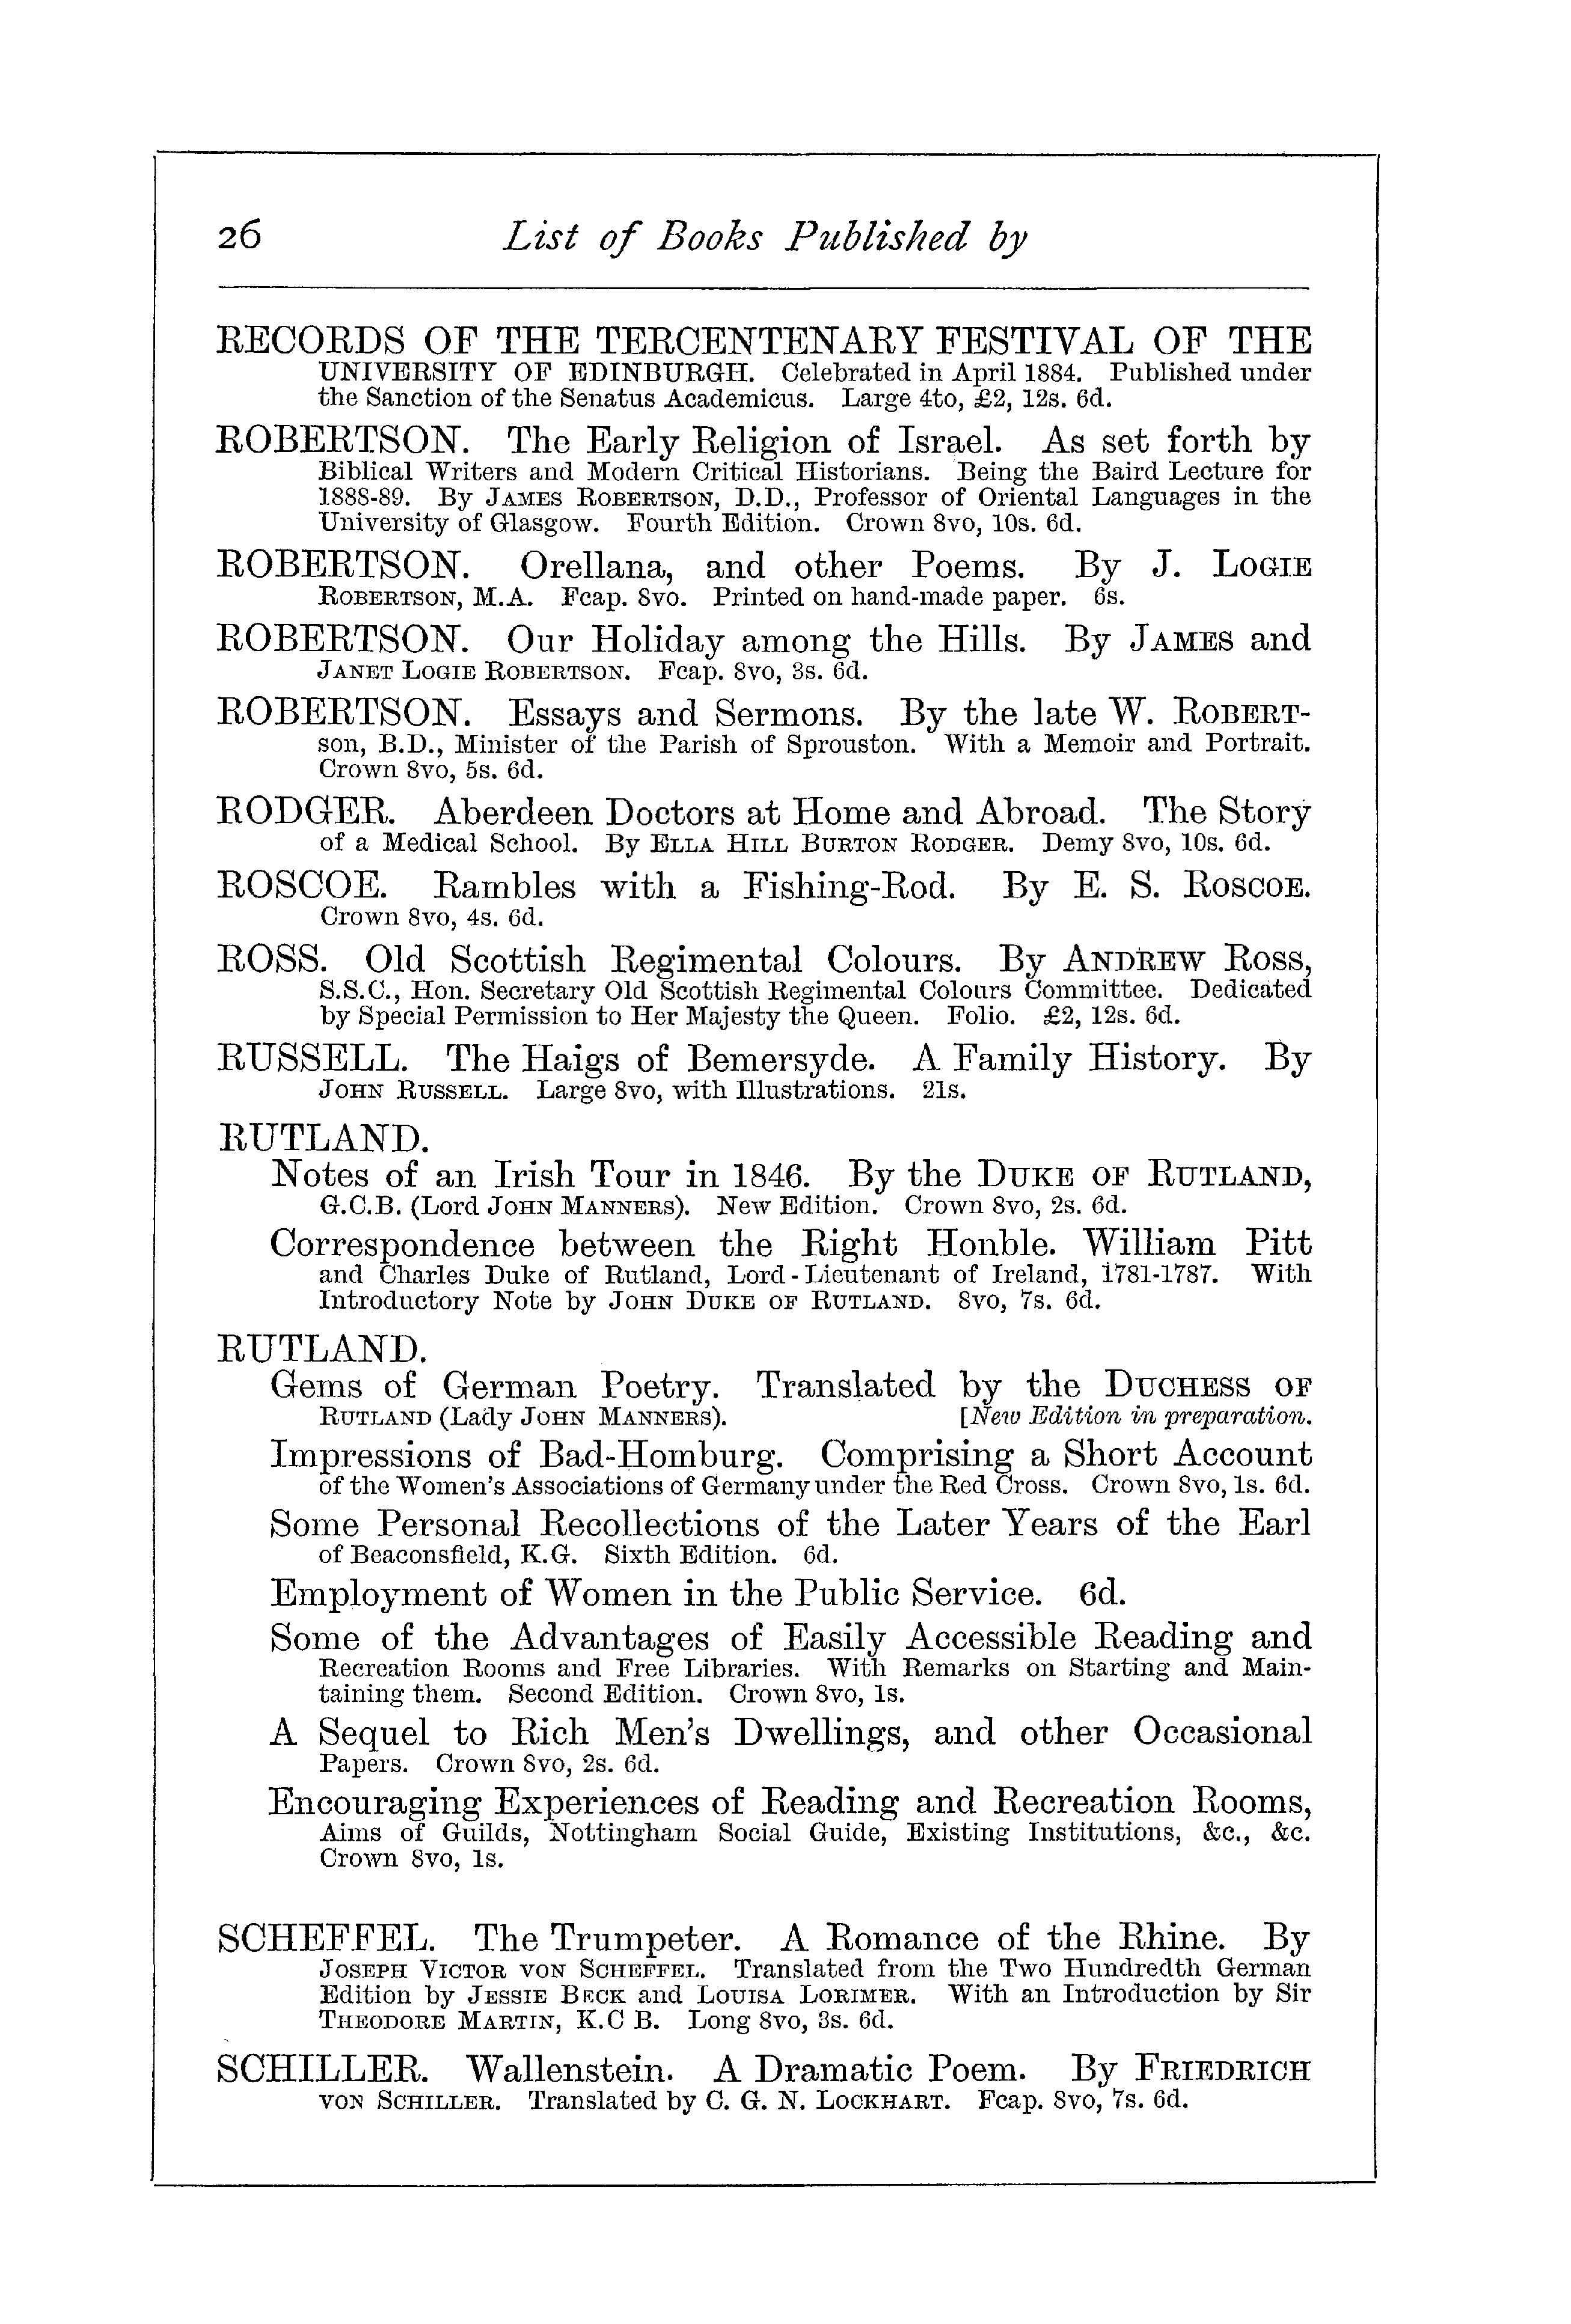 26 List of Books Published by
RECORDS OF THE TERCENTENARY FESTIVAL OF THE
UNIVERSITY OF EDINBURGH. Celebrated in April 1884. Published under
the Sanction of the Senatus Academicus. Large 4to, £2, 12s. 6d.
ROBERTSON. The Early Religion of Israel. As set forth by
Biblical Writers and Modern Critical Historians. Being the Baird Lecture for
1888-89. By JAMES ROBERTSON, D.D., Professor of Oriental Languages in the
University of Glasgow. Fourth Edition. Crown 8vo, 10s. 6d.
ROBERTSON. Orellana, and other Poems. By J. LOGIE
ROBERTSON, M.A. Fcap. 8vo. Printed on hand-made paper. 6s.
ROBERTSON. Our Holiday among the Hills. By JAMES and
JANET LOGIE ROBERTSON. Fcap. 8vo, 3s. 6d.
ROBERTSON. Essays and Sermons. By the late W. ROBERT-
son, B.D., Minister of the Parish of Sprouston. With a Memoir and Portrait.
Crown 8vo, 5s. 6d.
RODGER. Aberdeen Doctors at Home and Abroad. The Story
of a Medical School. By ELLA HILL BURTON RODGER. Demy 8vo, 10s. 6d.
ROSCOE. Rambles with a Fishing-Rod. By E. S. ROSCOE.
Crown 8vo, 4s. 6d.
ROSS. Old Scottish Regimental Colours. By ANDREW ROSS,
S.S.C., Hon. Secretary Old Scottish Regimental Colours Committee. Dedicated
by Special Permission to Her Majesty the Queen. Folio. £2, 12s. 6d.
RUSSELL. The Haigs of Bemersyde. A Family History. By
JOHN RUSSELL. Large 8vo, with Illustrations. 21s.
RUTLAND.
Notes of an Irish Tour in 1846. By the DUKE OF RUTLAND,
G.C.B. (Lord JOHN MANNERS). New Edition. Crown 8vo, 2s. 6d.
Correspondence between the Right Honble. William Pitt
and Charles Duke of Rutland, Lord-Lieutenant of Ireland, 1781-1787. With
Introductory Note by JOHN DUKE OF RUTLAND. 8vo, 7s. 6d.
RUTLAND.
Gems of German Poetry. Translated by the DUCHESS OF
RUTLAND (Lady JOHN MANNERS). [New Edition in preparation.
Impressions of Bad-Homburg. Comprising a Short Account
of the Women's Associations of Germany under the Red Cross. Crown 8vo, 1s. 6d.
Some Personal Recollections of the Later Years of the Earl
of Beaconsfield, K.G. Sixth Edition. 6d.
Employment of Women in the Public Service. 6d.
Some of the Advantages of Easily Accessible Reading and
Recreation Rooms and Free Libraries. With Remarks on Starting and Main-
taining them. Second Edition. Crown 8vo, 1s.
A Sequel to Rich Men's Dwellings, and other Occasional
Papers. Crown 8vo, 2s. 6d.
Encouraging Experiences of Reading and Recreation Rooms,
Aims of Guilds, Nottingham Social Guide, Existing Institutions, &c., &c.
Crown 8vo, 1s.
SCHEFFEL. The Trumpeter. A Romance of the Rhine. By
JOSEPH VICTOR VON SCHEFFEL. Translated from the Two Hundredth German
Edition by JESSIE BECK and LOUISA LORIMER. With an Introduction by Sir
THEODORE MARTIN, K.C B. Long 8vo, 3s. 6d.
SCHILLER. Wallenstein. A Dramatic Poem. By FRIEDRICH
VON SCHILLER. Translated by C. G. N. LOCKHART. Fcap. 8vo, 7s. 6d.